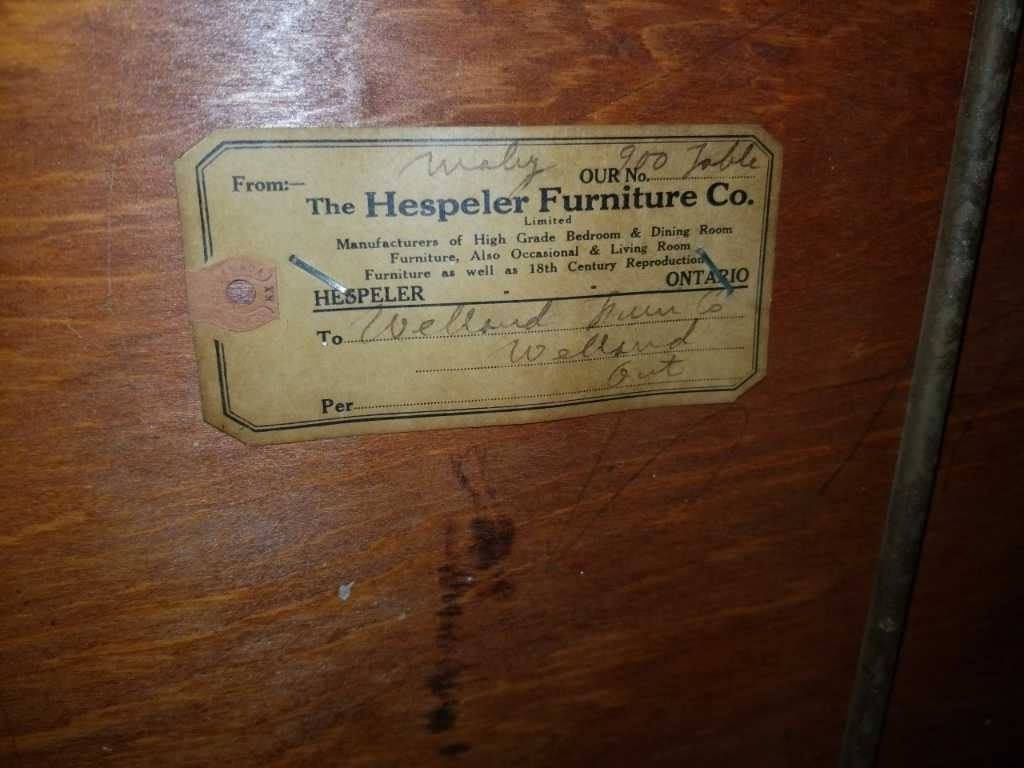 900 Table
From:— OUR No.
The Hespeler Furniture Co.
Limited
Manufacturers of High Grade Bedroom & Dining Room
Furniture, Also Occasional & Living Room
Furniture as well as 18th Century Reproduction
HESPELER - - ONTARIO
To Welland Furn Co
Welland
Ont
Per